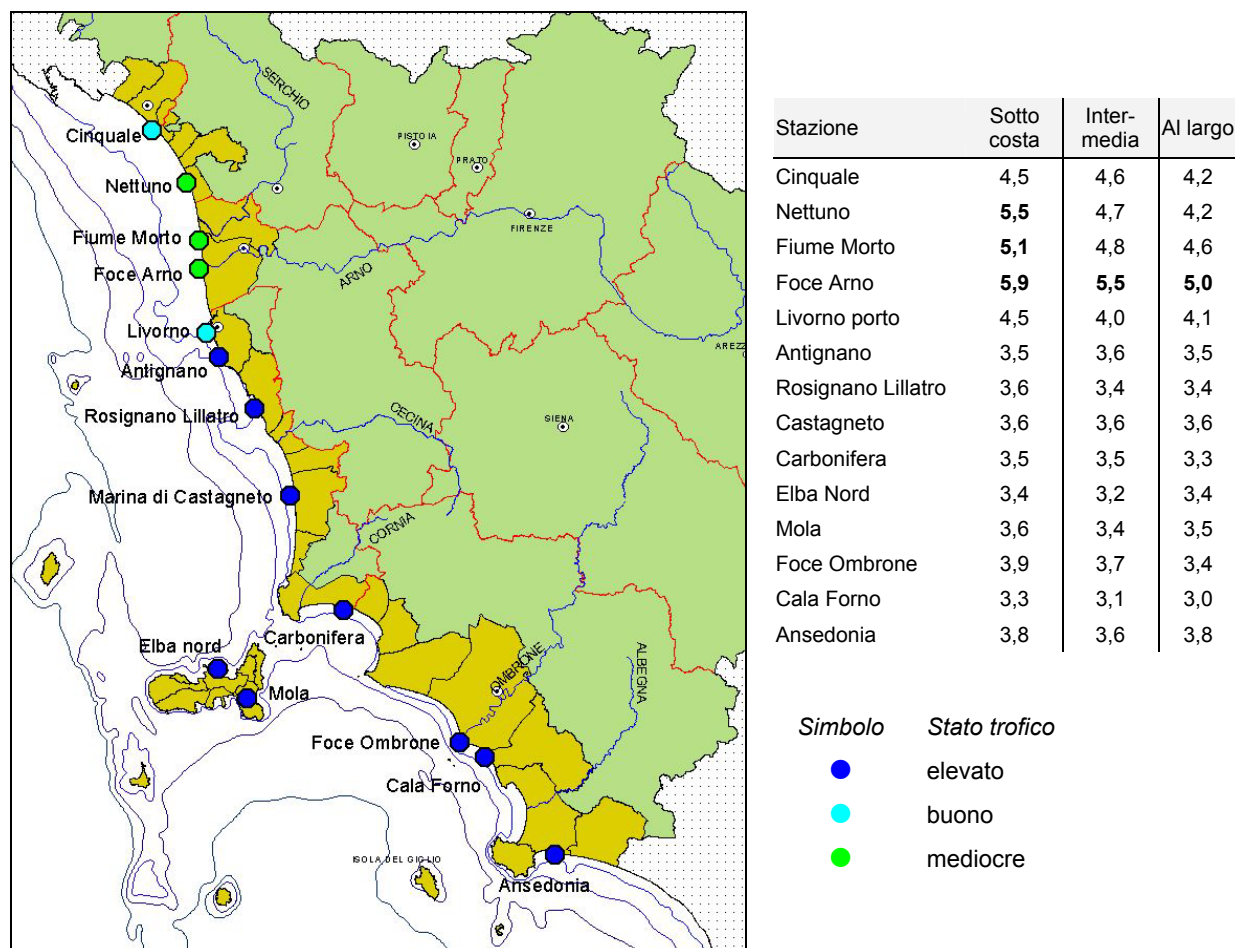 SERCHIO
Cinquale
PISTOIA
PRATO
Nettuno
Fiume Morto
FIRENZE
Foce Arno
ARNO
Livorno
Antignano
Rosignano Lillatro
CECINA
SIENA
Marina di Castagneto
CORNIA
Carbonifera
Elba nord
Mola
OMBRONE
ALBEGNA
Foce Ombrone
Cala Forno
ISOLA DEL GIGLIO
Ansedonia
Stazione Sotto costa Inter-media Al largo
Cinquale 4,5 4,6 4,2
Nettuno 5,5 4,7 4,2
Fiume Morto 5,1 4,8 4,6
Foce Arno 5,9 5,5 5,0
Livorno porto 4,5 4,0 4,1
Antignano 3,5 3,6 3,5
Rosignano Lillatro 3,6 3,4 3,4
Castagneto 3,6 3,6 3,6
Carbonifera 3,5 3,5 3,3
Elba Nord 3,4 3,2 3,4
Mola 3,6 3,4 3,5
Foce Ombrone 3,9 3,7 3,4
Cala Forno 3,3 3,1 3,0
Ansedonia 3,8 3,6 3,8
Simbolo Stato trofico
elevato
buono
mediocre